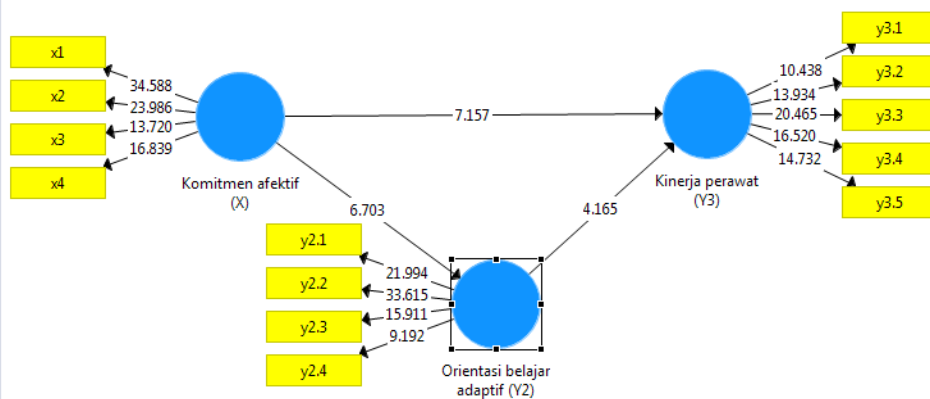 x1
x2
x3
x4
34.588
23.986
13.720
16.839
Komitmen afektif
(X)
7.157
6.703
4.165
y3.1
y3.2
y3.3
y3.4
y3.5
10.438
13.934
20.465
16.520
14.732
Kinerja perawat
(Y3)
y2.1
y2.2
y2.3
y2.4
21.994
33.615
15.911
9.192
Orientasi belajar
adaptif (Y2)